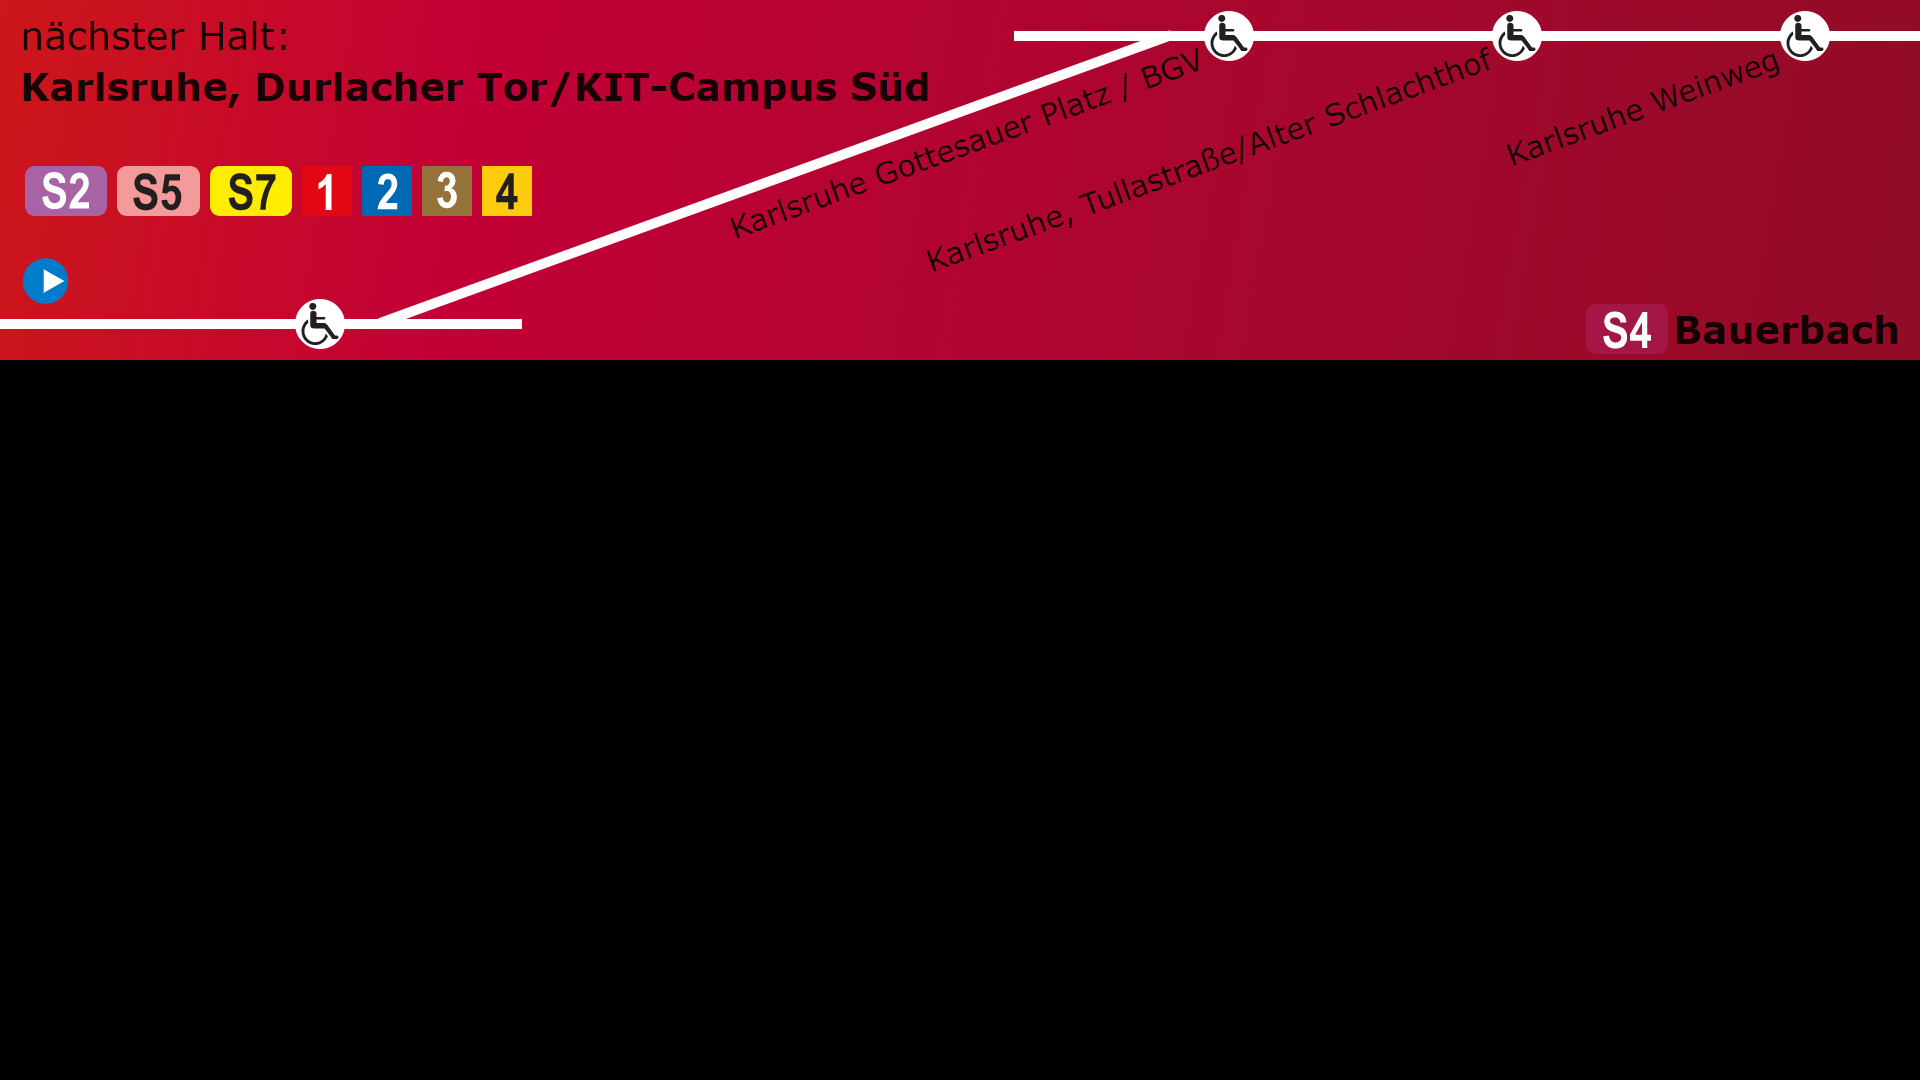 nächster Halt:
Karlsruhe, Durlacher Tor/KIT-Campus Süd
S2 S5 S7 1 2 3 4
Karlsruhe Gottesauer Platz / BGV
Karlsruhe, Tullastraße/Alter Schlachthof
Karlsruhe Weinweg
S4 Bauerbach